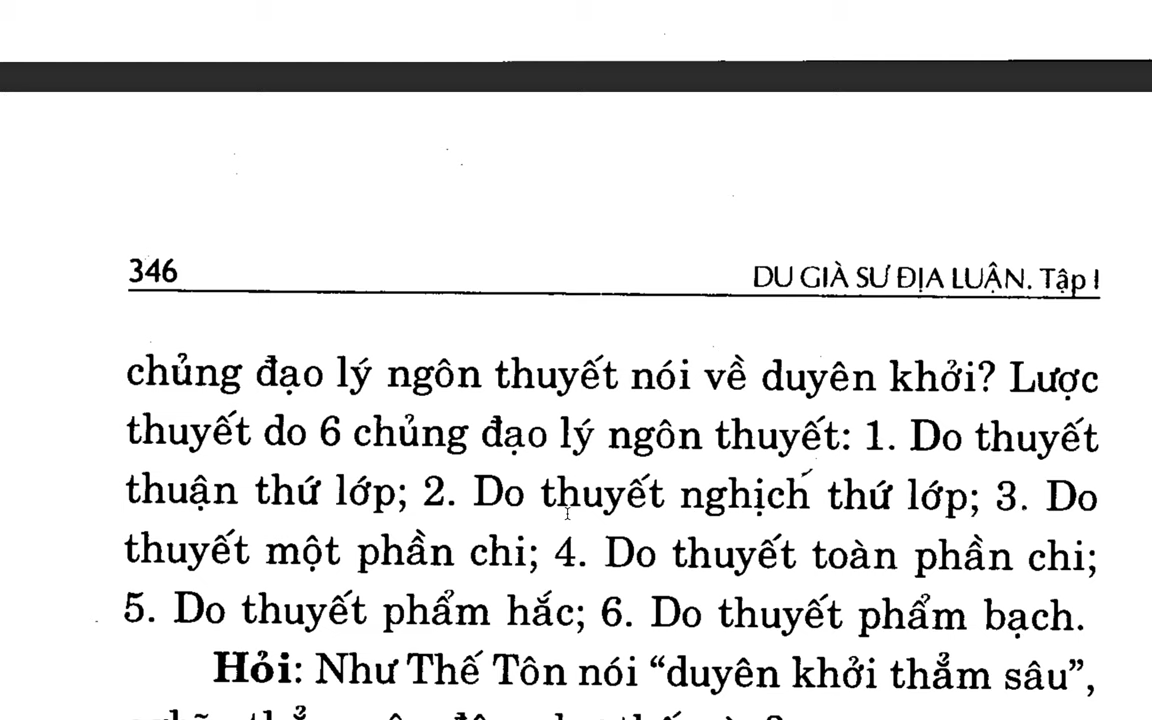 346
DU GIÀ SƯ ĐỊA LUẬN. Tập I
chủng đạo lý ngôn thuyết nói về duyên khởi? Lược
thuyết do 6 chủng đạo lý ngôn thuyết: 1. Do thuyết
thuận thứ lớp; 2. Do thuyết nghịch thứ lớp; 3. Do
thuyết một phần chi; 4. Do thuyết toàn phần chi;
5. Do thuyết phẩm hắc; 6. Do thuyết phẩm bạch.
Hỏi: Như Thế Tôn nói “duyên khởi thẳm sâu”,